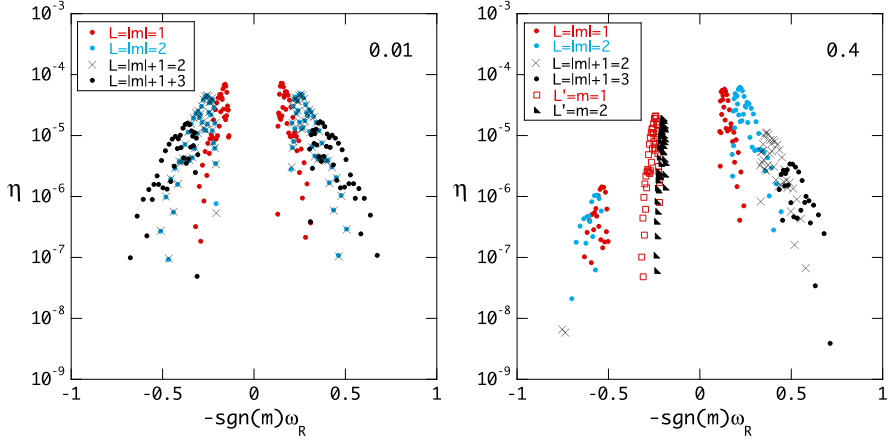 L=|m|=1
L=|m|=2
L=|m|+1=2
L=|m|+1+3
0.01
η
10⁻³
10⁻⁴
10⁻⁵
10⁻⁶
10⁻⁷
10⁻⁸
10⁻⁹
-1 -0.5 0 0.5 1
-sgn(m)ω_R
L=|m|=1
L=|m|=2
L=|m|+1=2
L=|m|+1=3
L'=m=1
L'=m=2
0.4
η
10⁻³
10⁻⁴
10⁻⁵
10⁻⁶
10⁻⁷
10⁻⁸
10⁻⁹
-1 -0.5 0 0.5 1
-sgn(m)ω_R